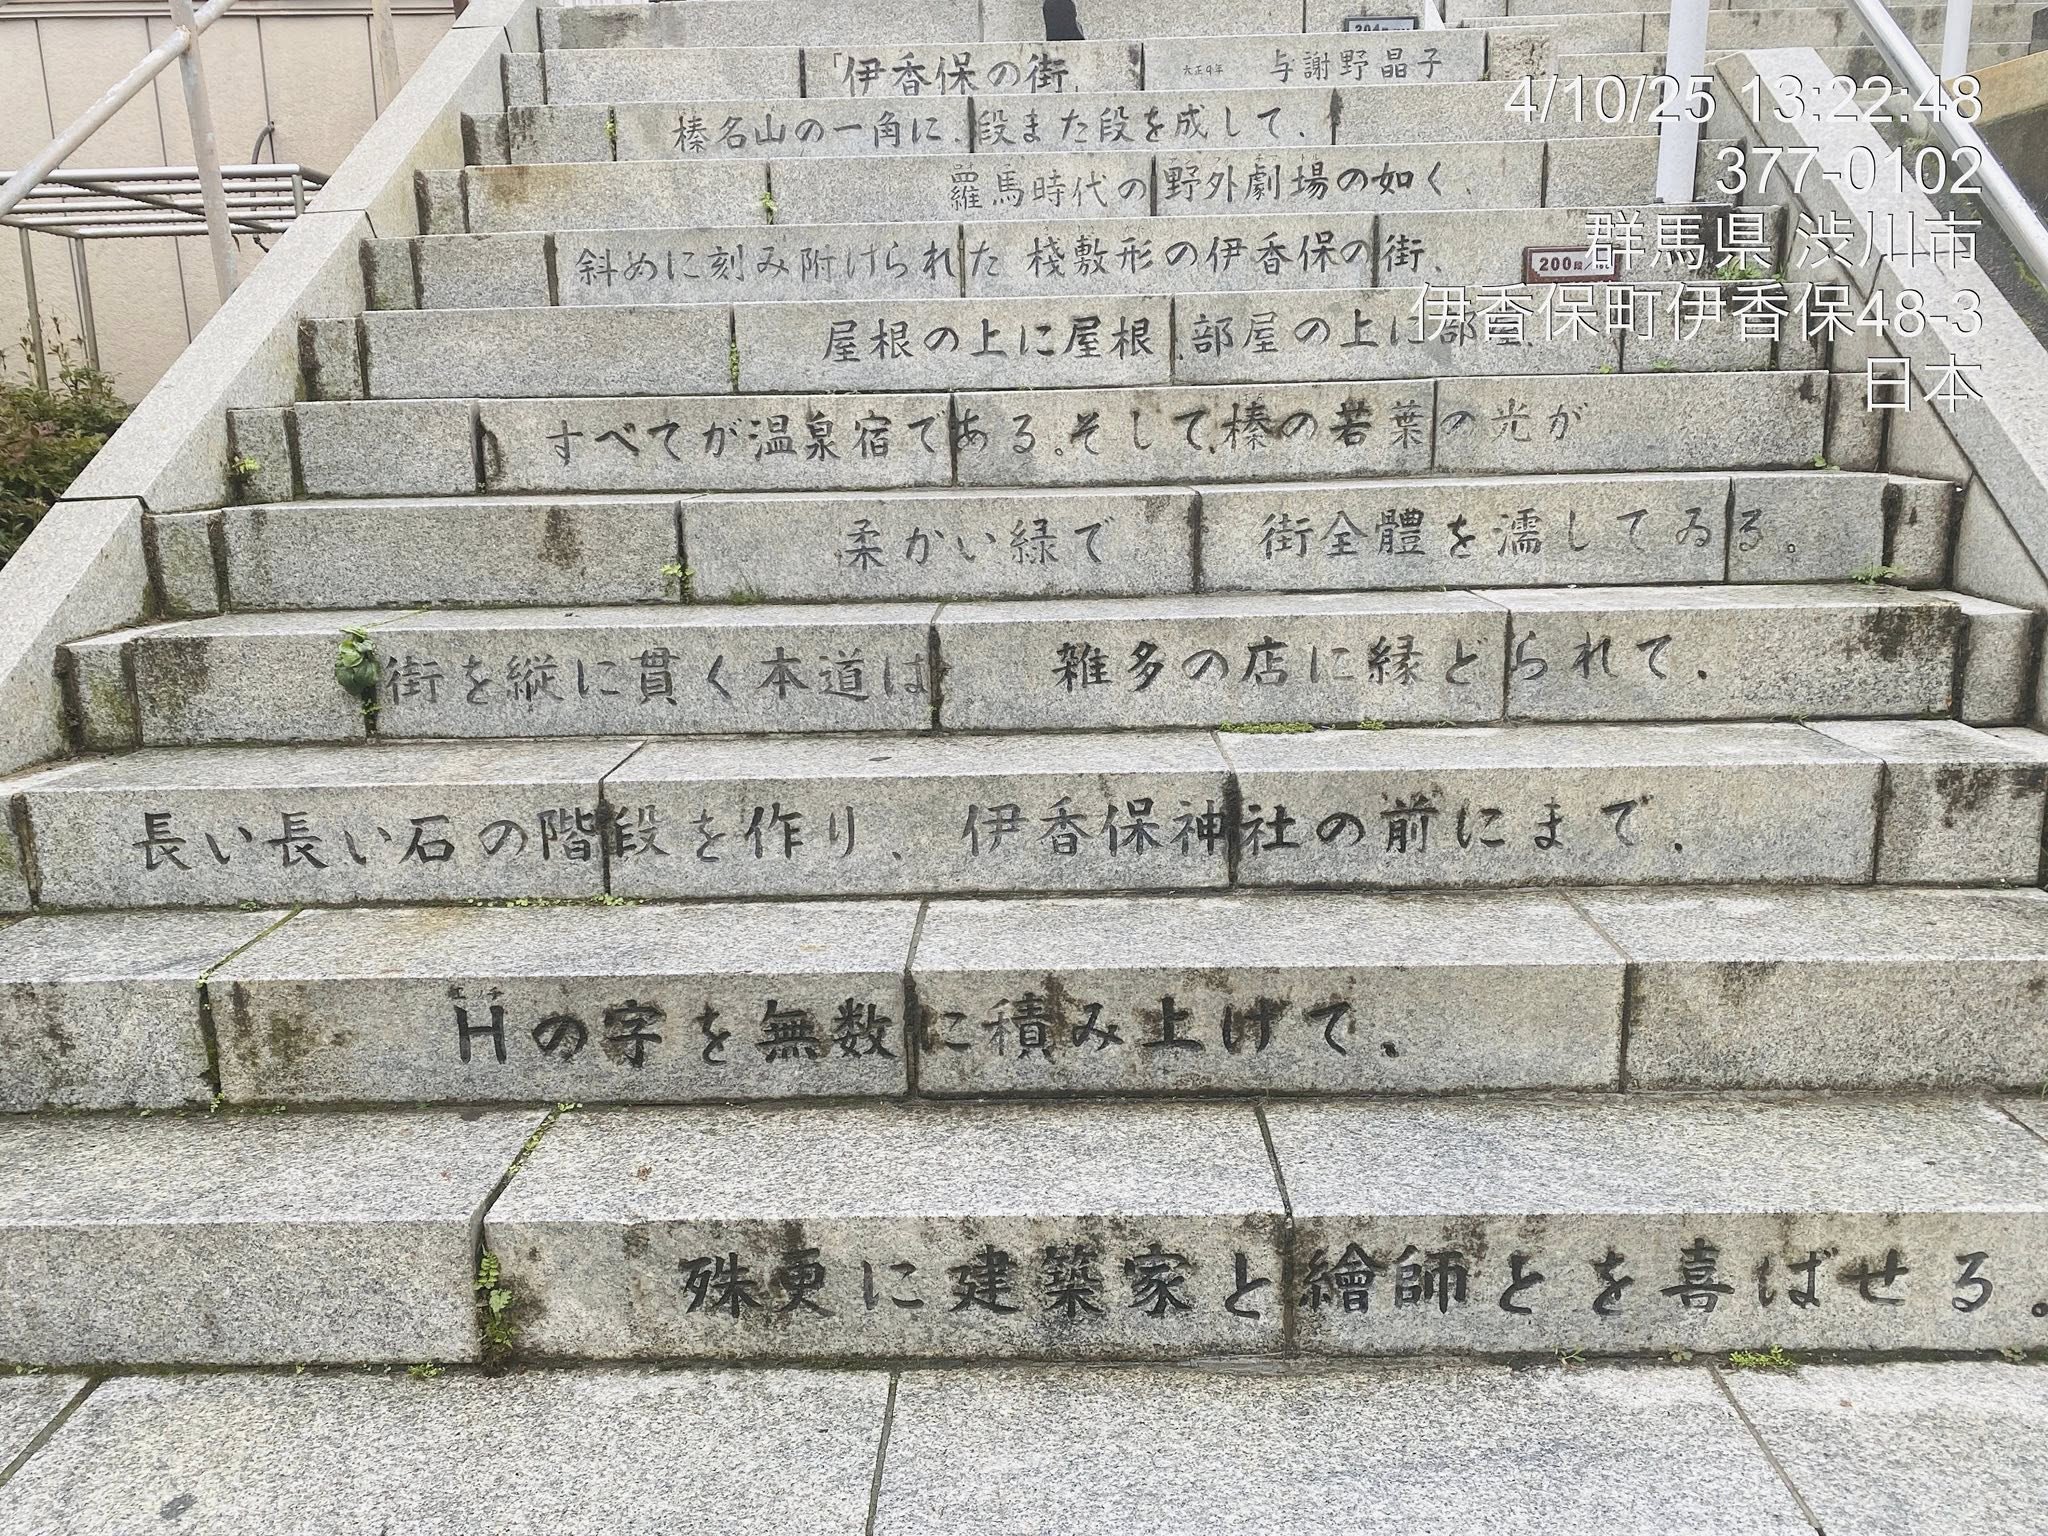 「伊香保の街」 大正9年 与謝野晶子
榛名山の一角に、段また段を成して、
羅馬時代の野外劇場の如く、
斜めに刻み附けられた 棧敷形の伊香保の街、
200段
屋根の上に屋根、部屋の上に部屋、
すべてが温泉宿である。そして、榛の若葉の光が
柔かい緑で 街全體を濡してゐる。
街を縦に貫く本道は 雑多の店に縁どられて、
長い長い石の階段を作り、 伊香保神社の前にまで、
エッチ
Hの字を無数に積み上げて、
殊更に建築家と繪師とを喜ばせる。
4/10/25 13:22:48
377-0102
群馬県 渋川市
伊香保町伊香保48-3
日本